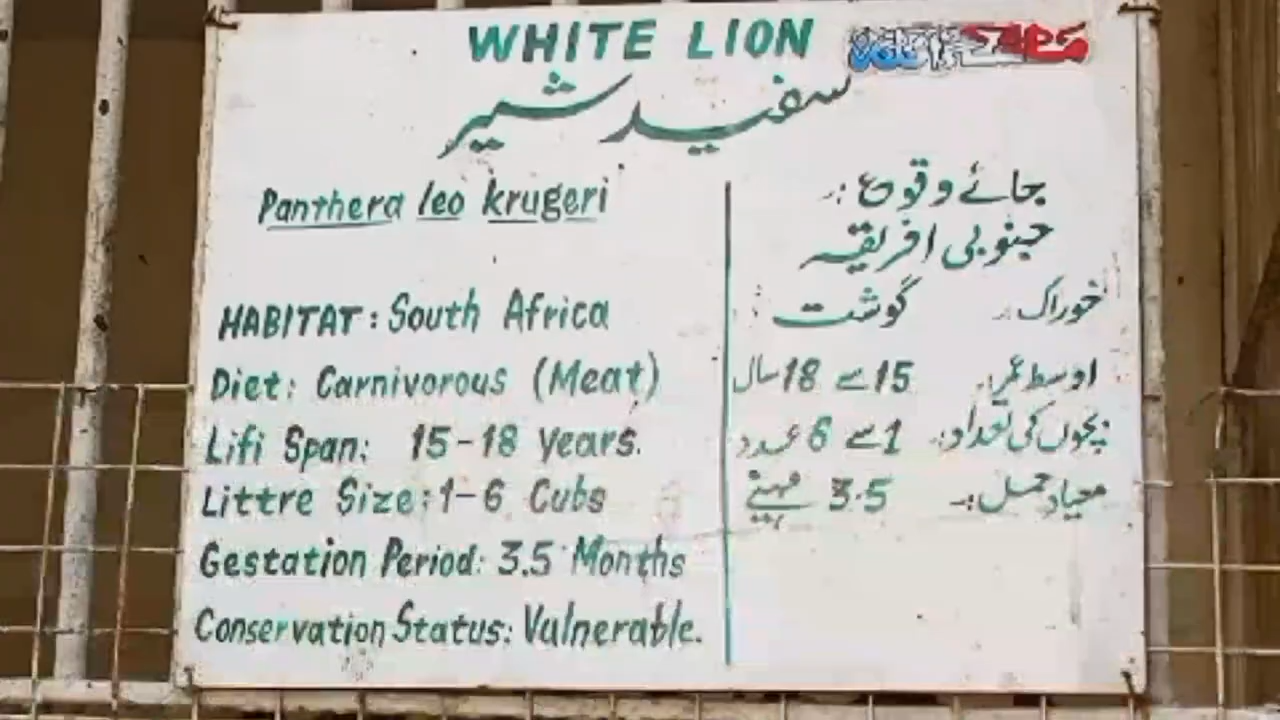 WHITE LION
سفید شیر
Panthera leo krugeri
HABITAT: South Africa
Diet: Carnivorous (Meat)
Lifi Span: 15-18 years.
Littre Size: 1-6 Cubs
Gestation Period: 3.5 Months
Conservation Status: Vulnerable.
جائے وقوع :۔
جنوبی افریقہ
خوراک :۔ گوشت
اوسط عمر :۔ 15 سے 18 سال
بچوں کی تعداد :۔ 1 سے 6 عدد
معیاد حمل :۔ 3.5 مہینے